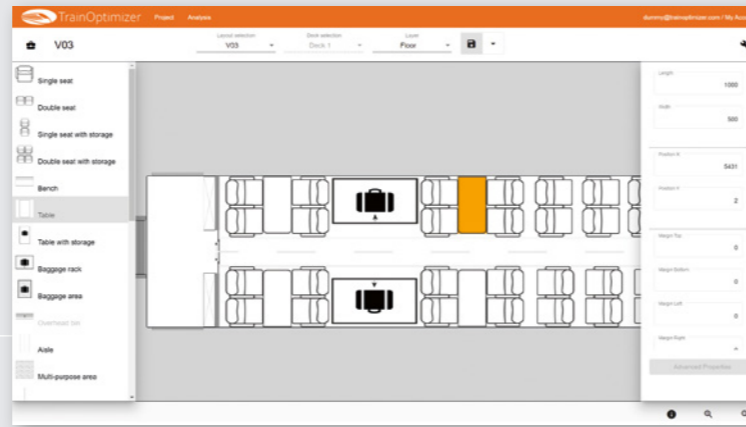 TrainOptimizer Project Analysis dummy@trainoptimizer.com / My Acco
V03
Layout selection
V03
Deck selection
Deck 1
Layer
Floor
Single seat
Double seat
Single seat with storage
Double seat with storage
Bench
Table
Table with storage
Baggage rack
Baggage area
Overhead bin
Aisle
Multi-purpose area
Length
1000
Width
500
Position X
5431
Position Y
2
Margin Top
0
Margin Bottom
0
Margin Left
0
Margin Right
Advanced Properties